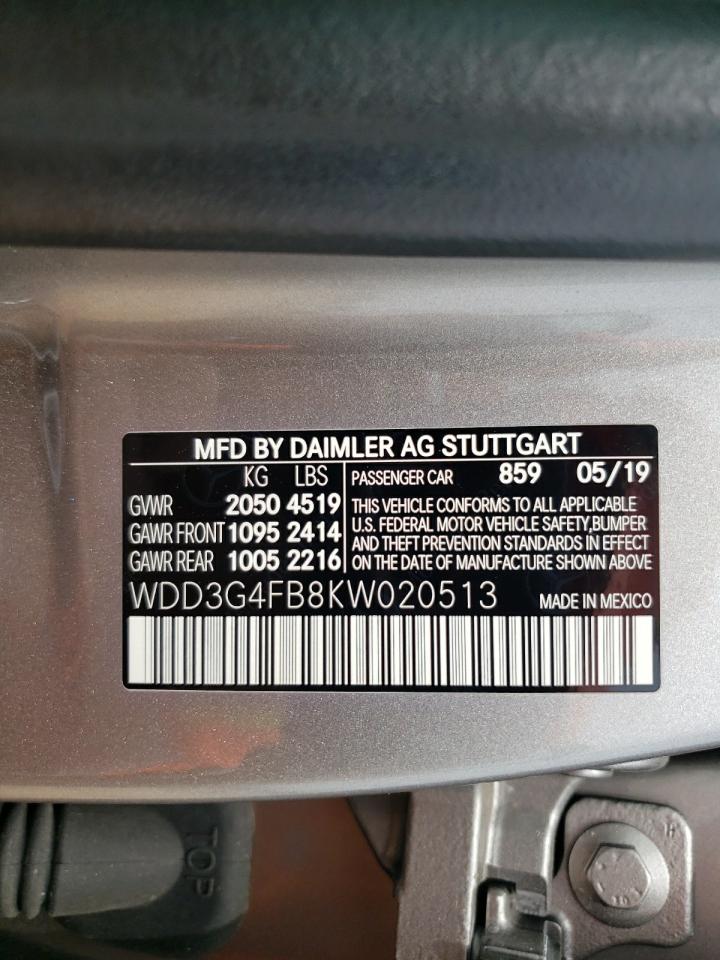 MFD BY DAIMLER AG STUTTGART
KG LBS PASSENGER CAR 859 05/19
GVWR 2050 4519 THIS VEHICLE CONFORMS TO ALL APPLICABLE
GAWR FRONT 1095 2414 U.S. FEDERAL MOTOR VEHICLE SAFETY,BUMPER
AND THEFT PREVENTION STANDARDS IN EFFECT
GAWR REAR 1005 2216 ON THE DATE OF MANUFACTURE SHOWN ABOVE
WDD3G4FB8KW020513 MADE IN MEXICO
TOP